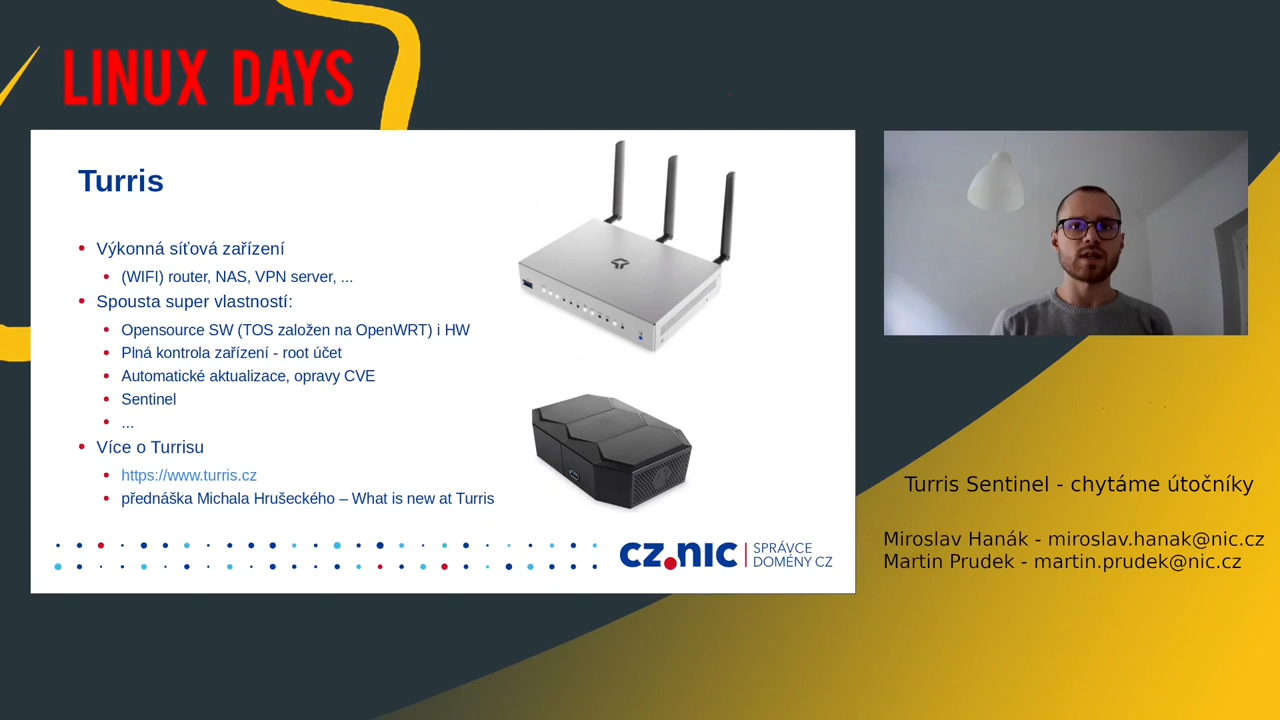 LINUX DAYS
Turris
Výkonná síťová zařízení
(WIFI) router, NAS, VPN server, ...
Spousta super vlastností:
Opensource SW (TOS založen na OpenWRT) i HW
Plná kontrola zařízení - root účet
Automatické aktualizace, opravy CVE
Sentinel
...
Více o Turrisu
https://www.turris.cz
přednáška Michala Hrušeckého – What is new at Turris
CZ.NIC
SPRÁVCE
DOMÉNY CZ
Turris Sentinel - chytáme útočníky
Miroslav Hanák - miroslav.hanak@nic.cz
Martin Prudek - martin.prudek@nic.cz